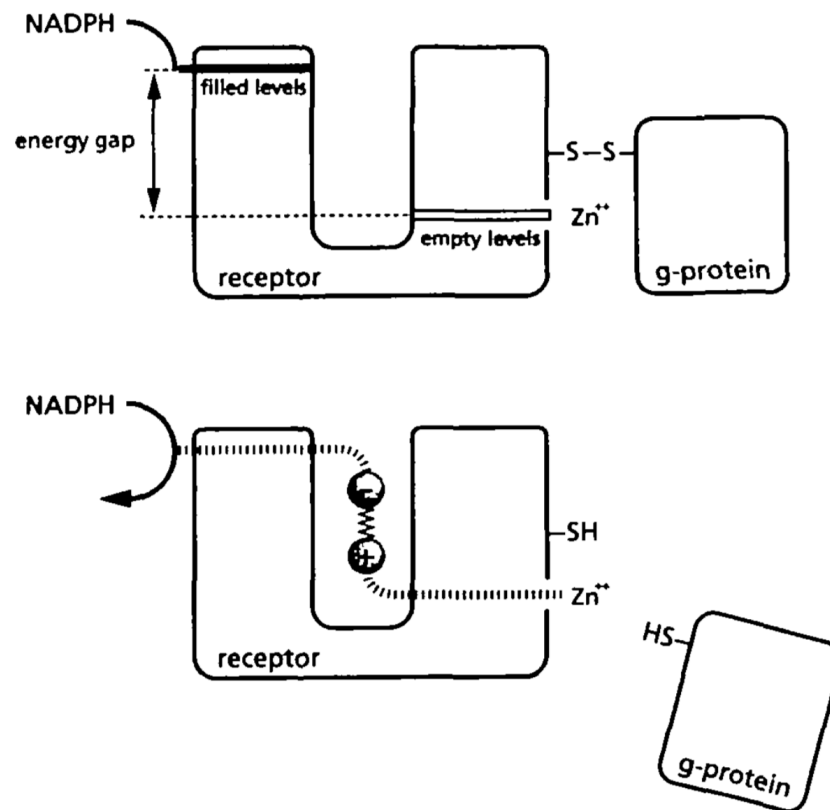 NADPH
filled levels
energy gap
S—S
Zn++
empty levels
receptor
g-protein
NADPH
−
+
SH
Zn++
HS
receptor
g-protein